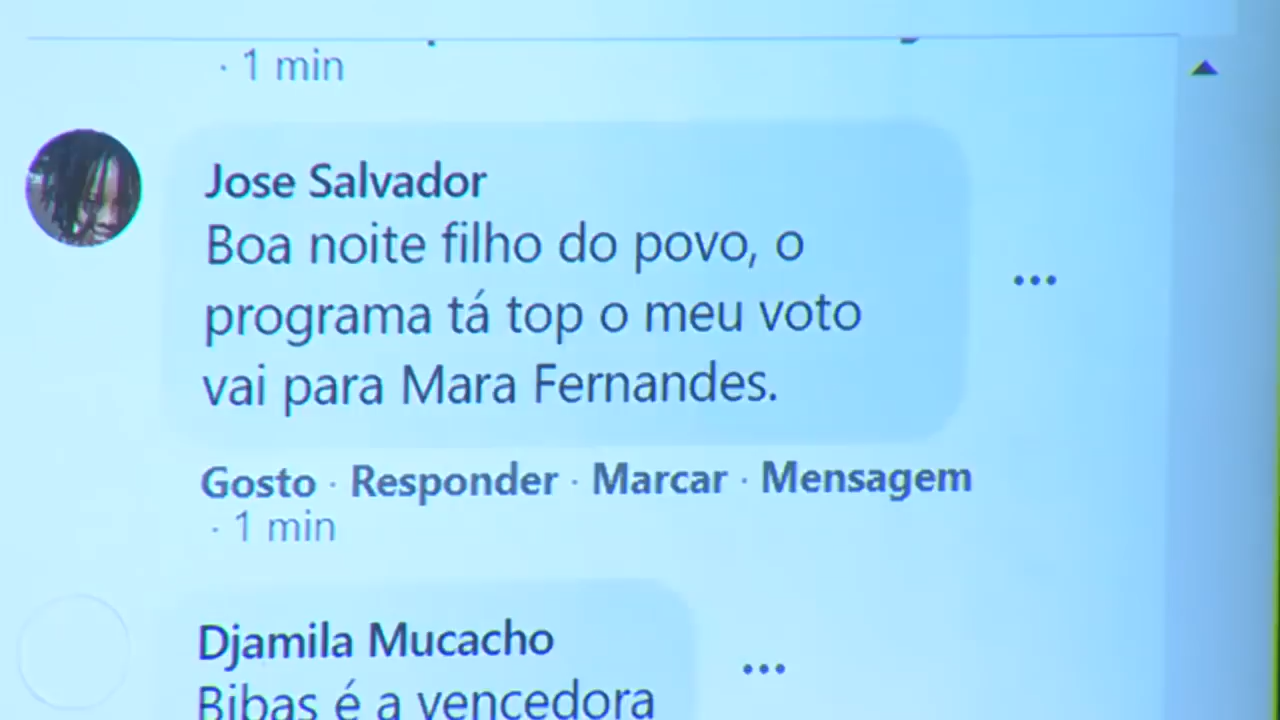 · 1 min
Jose Salvador
Boa noite filho do povo, o
programa tá top o meu voto
vai para Mara Fernandes.
Gosto · Responder · Marcar · Mensagem
· 1 min
Djamila Mucacho
Bibas é a vencedora